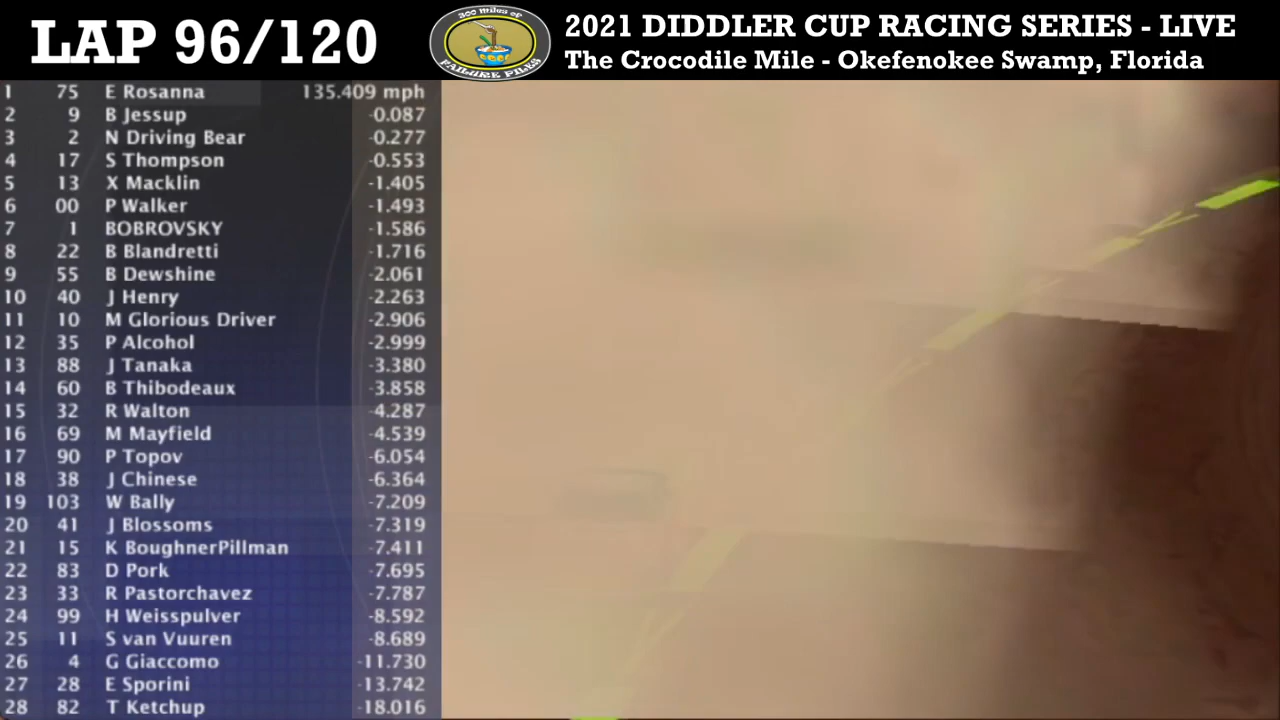 LAP 96/120
300 Miles of
FAILURE PILES
2021 DIDDLER CUP RACING SERIES - LIVE
The Crocodile Mile - Okefenokee Swamp, Florida
1 75 E Rosanna 135.409 mph
2 9 B Jessup -0.087
3 2 N Driving Bear -0.277
4 17 S Thompson -0.553
5 13 X Macklin -1.405
6 00 P Walker -1.493
7 1 BOBROVSKY -1.586
8 22 B Blandretti -1.716
9 55 B Dewshine -2.061
10 40 J Henry -2.263
11 10 M Glorious Driver -2.906
12 35 P Alcohol -2.999
13 88 J Tanaka -3.380
14 60 B Thibodeaux -3.858
15 32 R Walton -4.287
16 69 M Mayfield -4.539
17 90 P Topov -6.054
18 38 J Chinese -6.364
19 103 W Bally -7.209
20 41 J Blossoms -7.319
21 15 K BoughnerPillman -7.411
22 83 D Pork -7.695
23 33 R Pastorchavez -7.787
24 99 H Weisspulver -8.592
25 11 S van Vuuren -8.689
26 4 G Giaccomo -11.730
27 28 E Sporini -13.742
28 82 T Ketchup -18.016